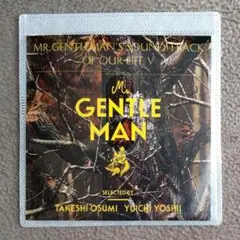 MR.GENTLEMAN'S SOUNDTRACK
OF OUR LIFE V
Mr.
GENTLE
MAN
SELECTED BY
TAKESHI OSUMI YUICHI YOSHII